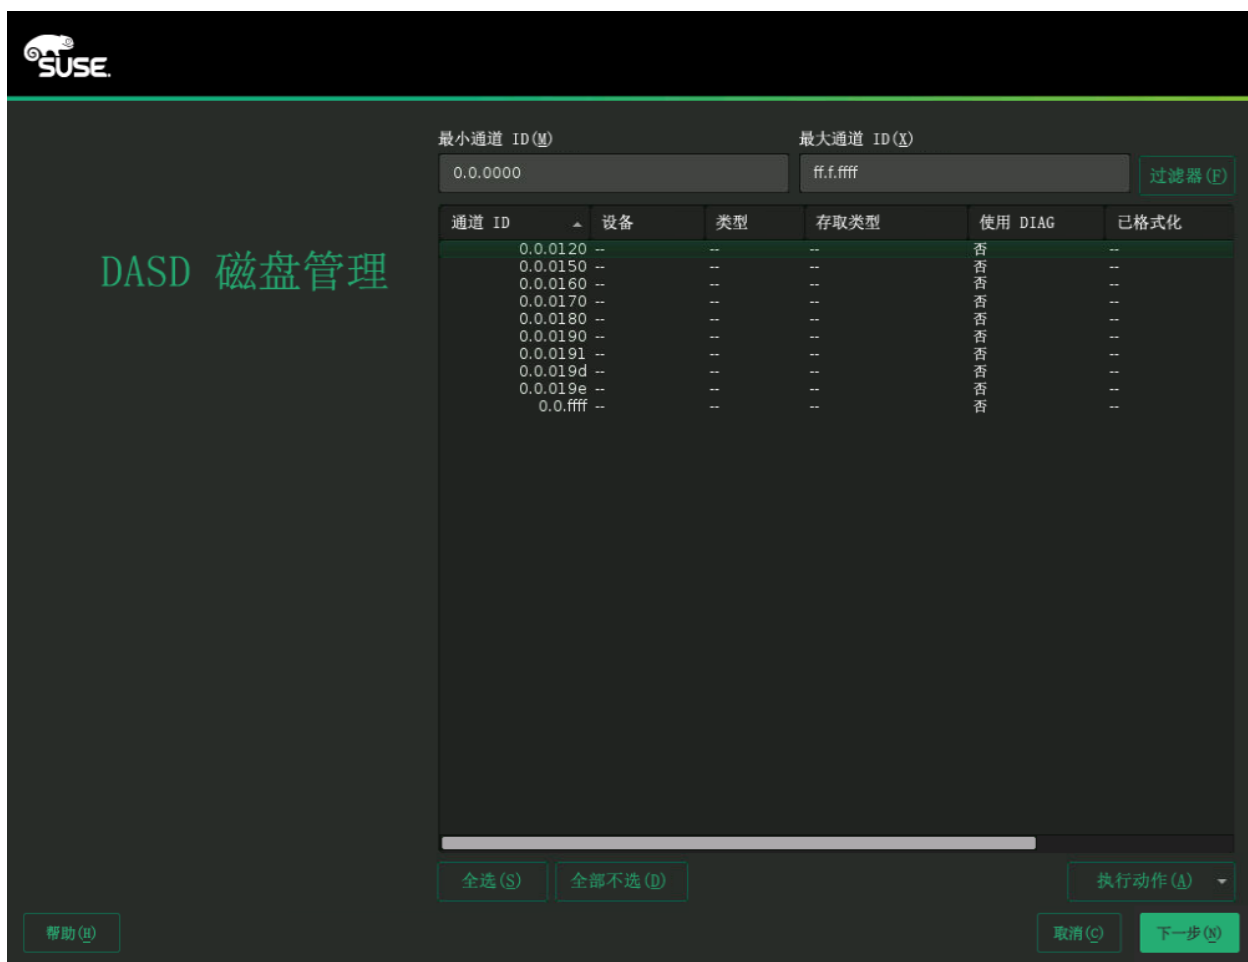 SUSE.
最小通道 ID(M) 最大通道 ID(X)
0.0.0000 ff.f.ffff 过滤器(F)
通道 ID 设备 类型 存取类型 使用 DIAG 已格式化
0.0.0120 -- -- -- 否 --
0.0.0150 -- -- -- 否 --
DASD 磁盘管理
0.0.0160 -- -- -- 否 --
0.0.0170 -- -- -- 否 --
0.0.0180 -- -- -- 否 --
0.0.0190 -- -- -- 否 --
0.0.0191 -- -- -- 否 --
0.0.019d -- -- -- 否 --
0.0.019e -- -- -- 否 --
0.0.ffff -- -- -- 否 --
全选(S) 全部不选(D) 执行动作(A)
帮助(H) 取消(C) 下一步(N)